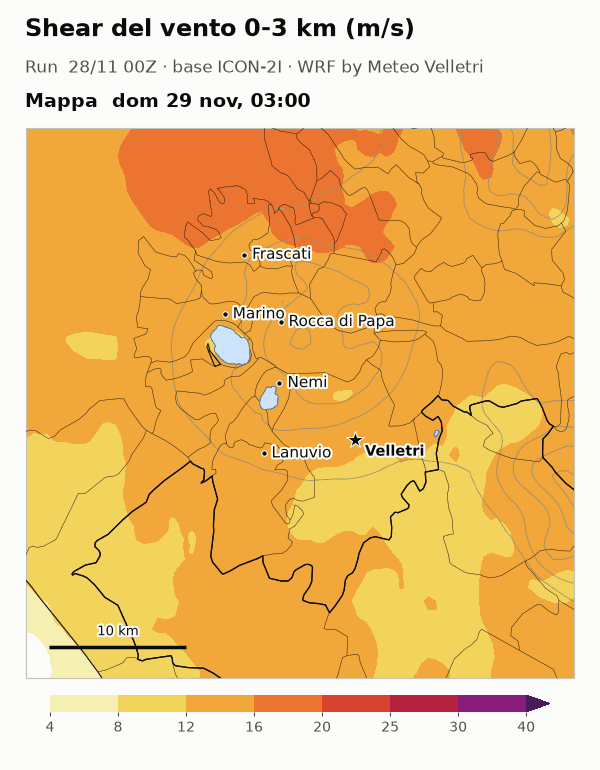 Shear del vento 0-3 km (m/s)
Run  28/11 00Z · base ICON-2I · WRF by Meteo Velletri
Mappa  dom 29 nov, 03:00
Frascati
Marino
Rocca di Papa
Nemi
Velletri
Lanuvio
10 km
4 8 12 16 20 25 30 40